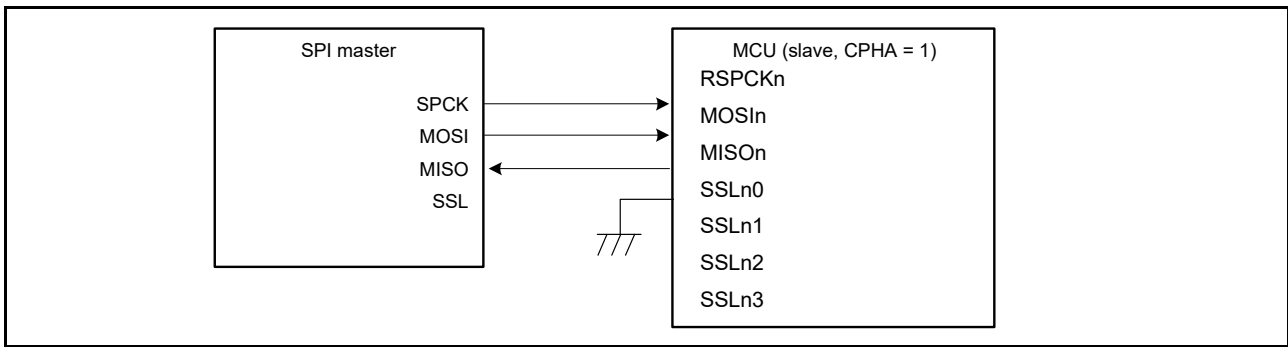 SPI master
SPCK
MOSI
MISO
SSL
MCU (slave, CPHA = 1)
RSPCKn
MOSIn
MISOn
SSLn0
SSLn1
SSLn2
SSLn3